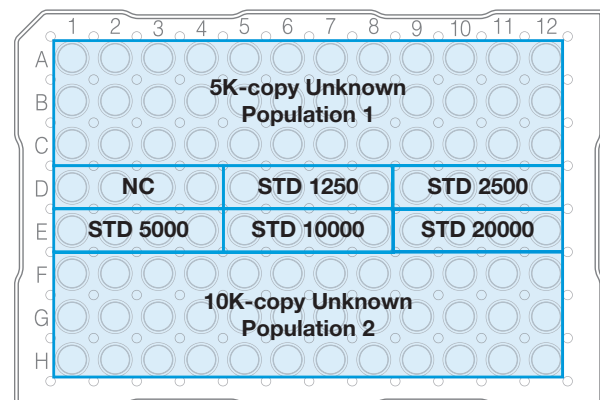 1 2 3 4 5 6 7 8 9 10 11 12
A
5K-copy Unknown
B
Population 1
C
D NC STD 1250 STD 2500
E STD 5000 STD 10000 STD 20000
F
10K-copy Unknown
G
Population 2
H